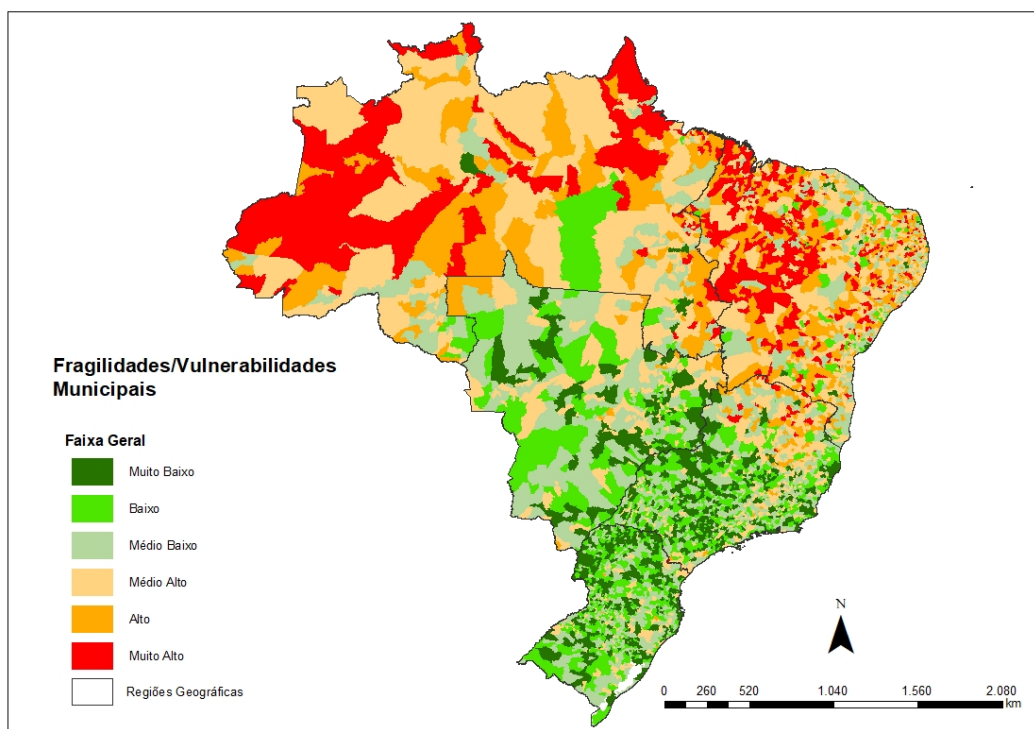 Fragilidades/Vulnerabilidades
Municipais
Faixa Geral
Muito Baixo
Baixo
Médio Baixo
Médio Alto
Alto
Muito Alto
Regiões Geográficas
N
0 260 520 1.040 1.560 2.080
km